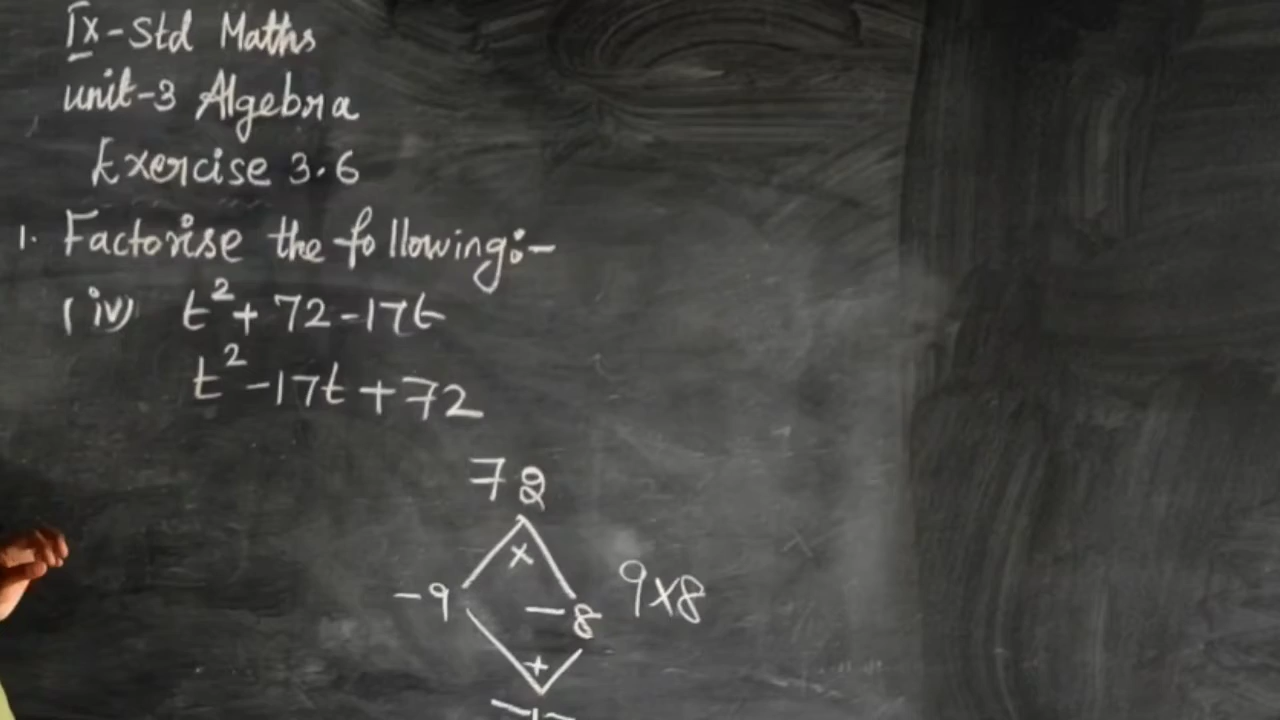 IX-Std Maths
unit-3 Algebra
Exercise 3.6
1. Factorise the following:-
(iv) t²+72-17t
t²-17t+72
72
×
-9 -8 9×8
+